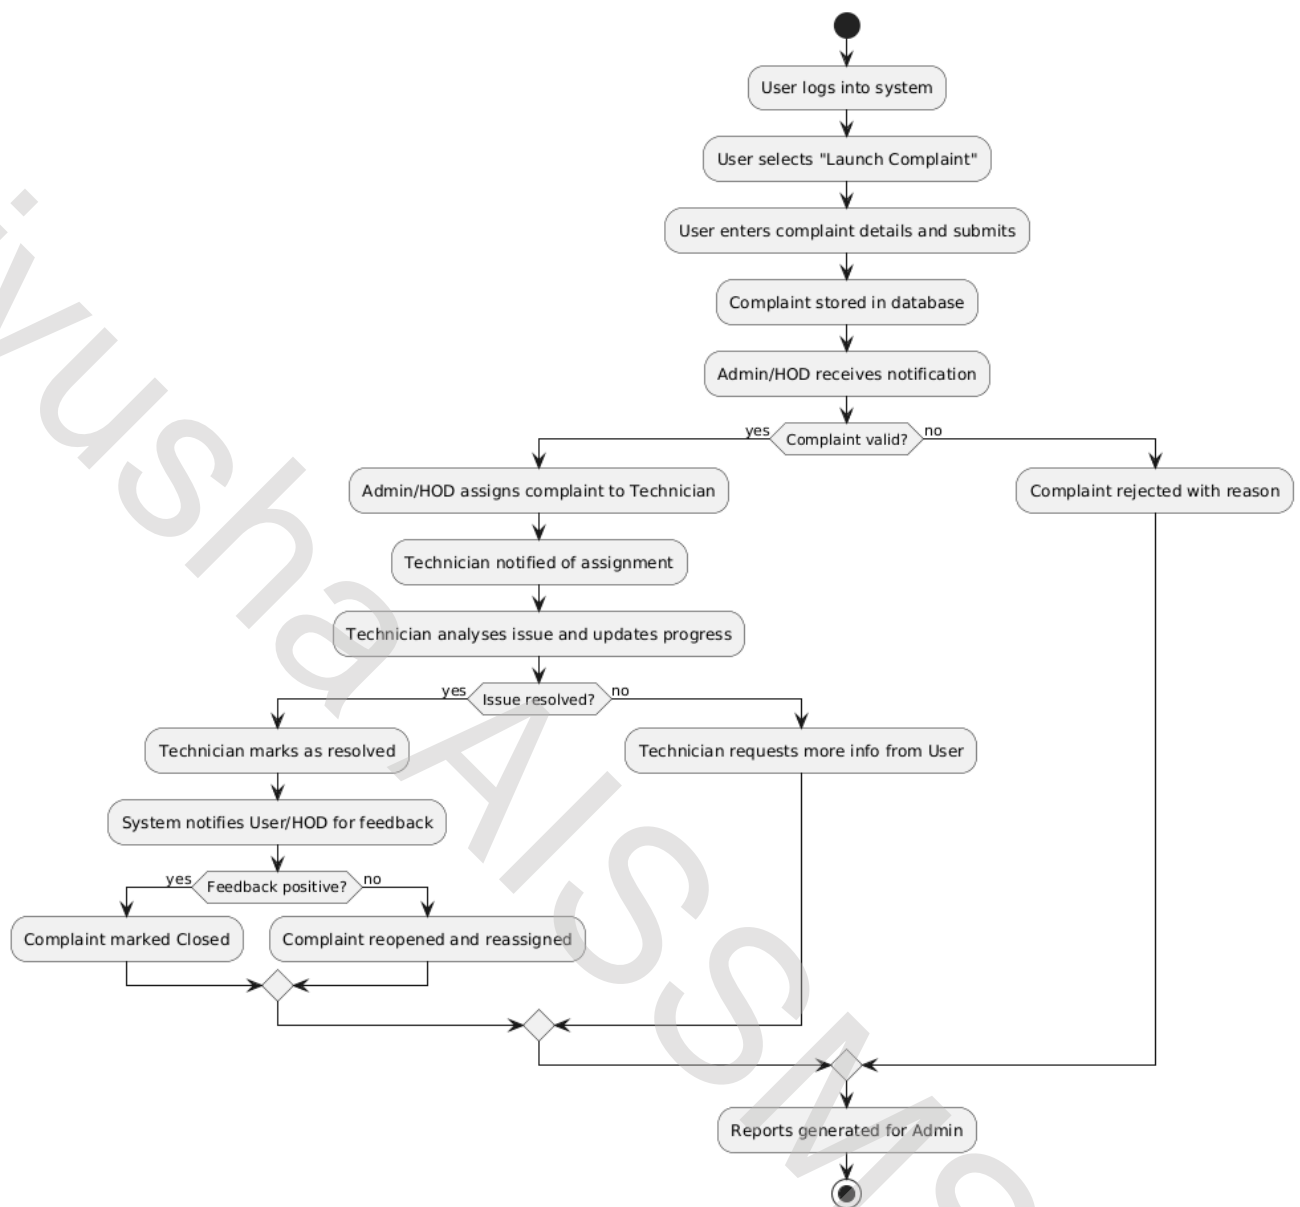 User logs into system
User selects "Launch Complaint"
User enters complaint details and submits
Complaint stored in database
Admin/HOD receives notification
yes
Complaint valid?
no
Admin/HOD assigns complaint to Technician
Complaint rejected with reason
Technician notified of assignment
Technician analyses issue and updates progress
yes
Issue resolved?
no
Technician marks as resolved
Technician requests more info from User
System notifies User/HOD for feedback
yes
Feedback positive?
no
Complaint marked Closed
Complaint reopened and reassigned
Reports generated for Admin